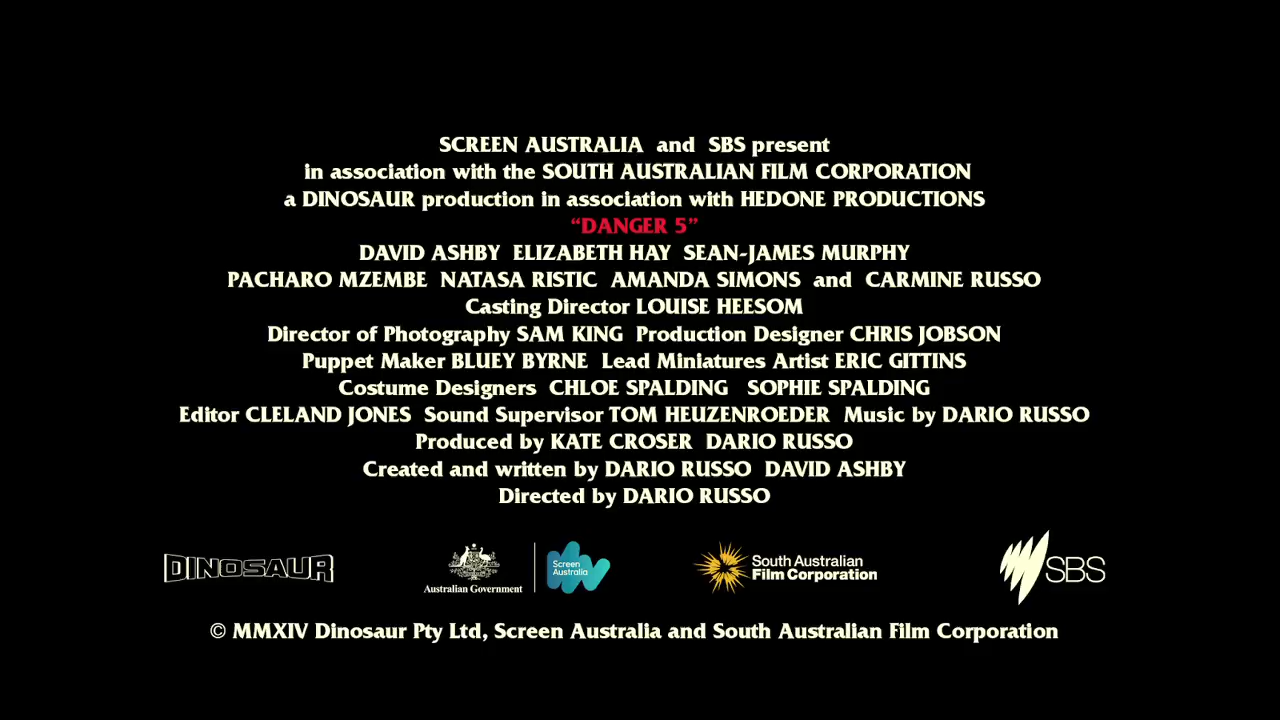 SCREEN AUSTRALIA and SBS present
in association with the SOUTH AUSTRALIAN FILM CORPORATION
a DINOSAUR production in association with HEDONE PRODUCTIONS
“DANGER 5”
DAVID ASHBY ELIZABETH HAY SEAN-JAMES MURPHY
PACHARO MZEMBE NATASA RISTIC AMANDA SIMONS and CARMINE RUSSO
Casting Director LOUISE HEESOM
Director of Photography SAM KING Production Designer CHRIS JOBSON
Puppet Maker BLUEY BYRNE Lead Miniatures Artist ERIC GITTINS
Costume Designers CHLOE SPALDING SOPHIE SPALDING
Editor CLELAND JONES Sound Supervisor TOM HEUZENROEDER Music by DARIO RUSSO
Produced by KATE CROSER DARIO RUSSO
Created and written by DARIO RUSSO DAVID ASHBY
Directed by DARIO RUSSO
DINOSAUR
Australian Government
Screen
Australia
South Australian
Film Corporation
SBS
© MMXIV Dinosaur Pty Ltd, Screen Australia and South Australian Film Corporation